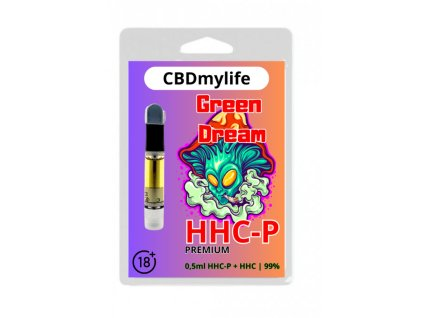 CBDmylife
Green
Dream
HHC-P
PREMIUM
18+
0,5ml HHC-P + HHC | 99%